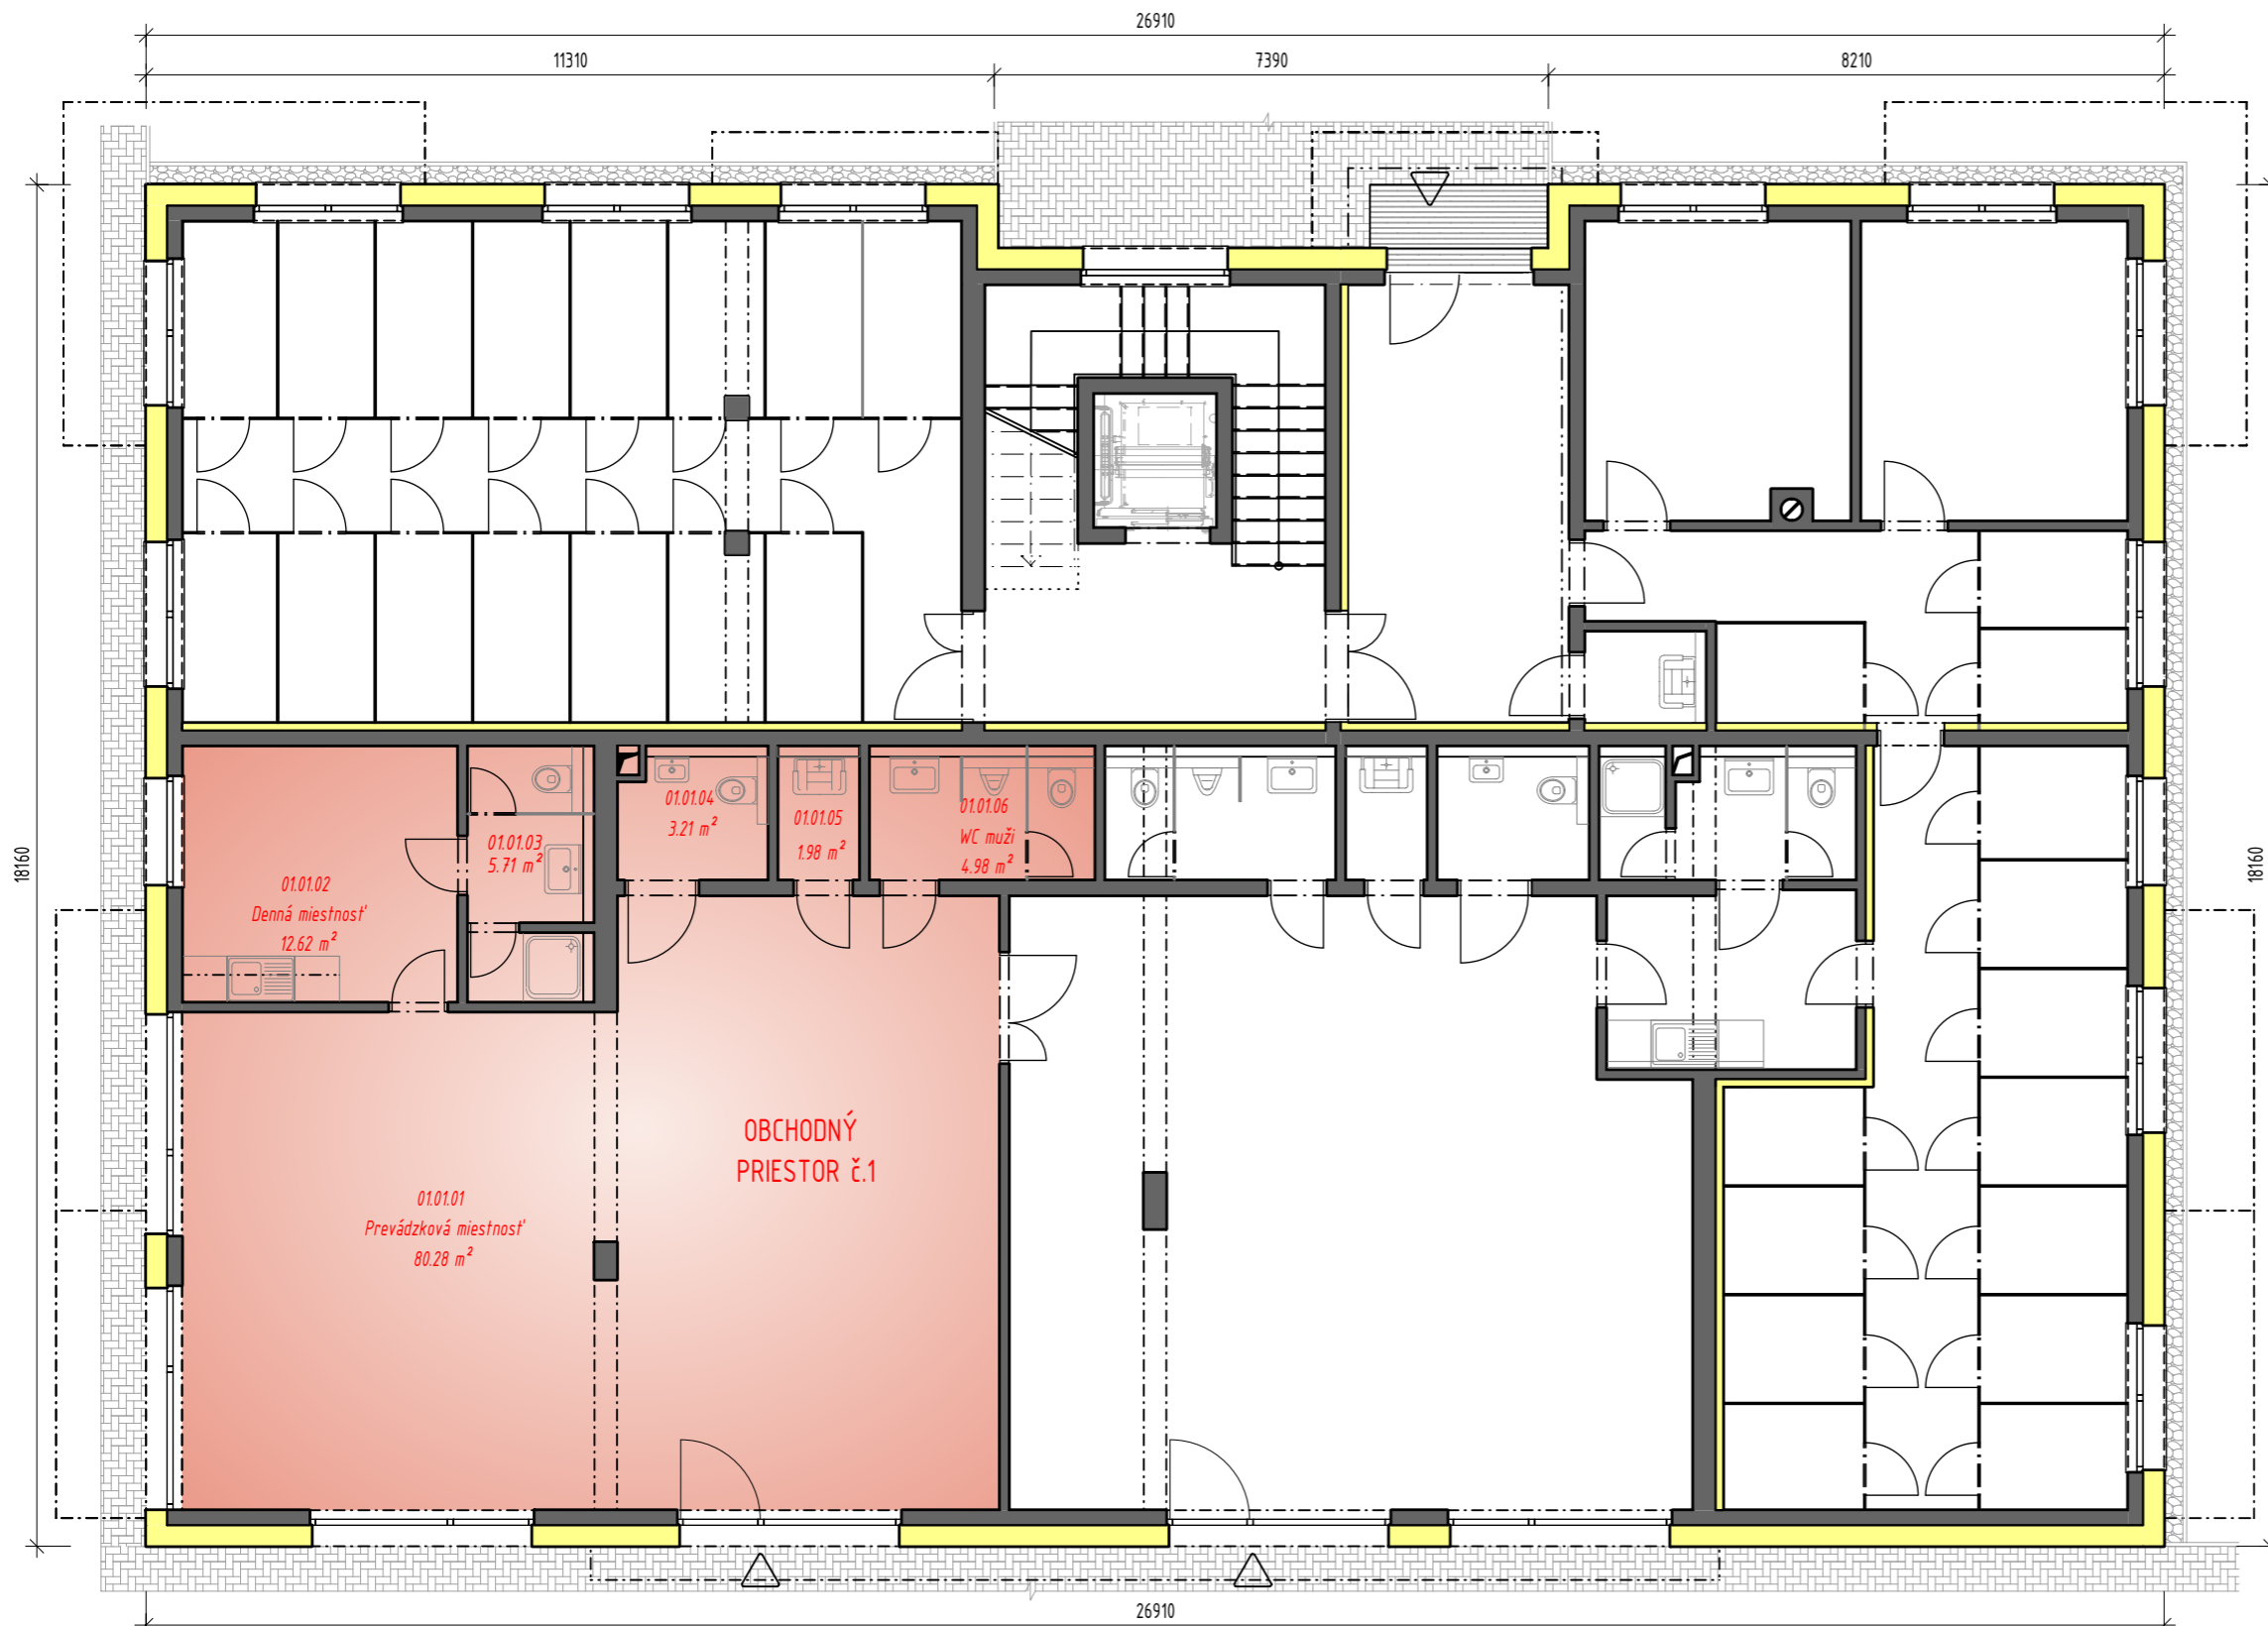 26910
11310
7390
8210
18160
18160
01.01.04
3.21 m²
01.01.05
1.98 m²
01.01.06
WC muži
4.98 m²
01.01.03
5.71 m²
01.01.02
Denná miestnosť
12.62 m²
OBCHODNÝ
PRIESTOR č.1
01.01.01
Prevádzková miestnosť
80.28 m²
26910